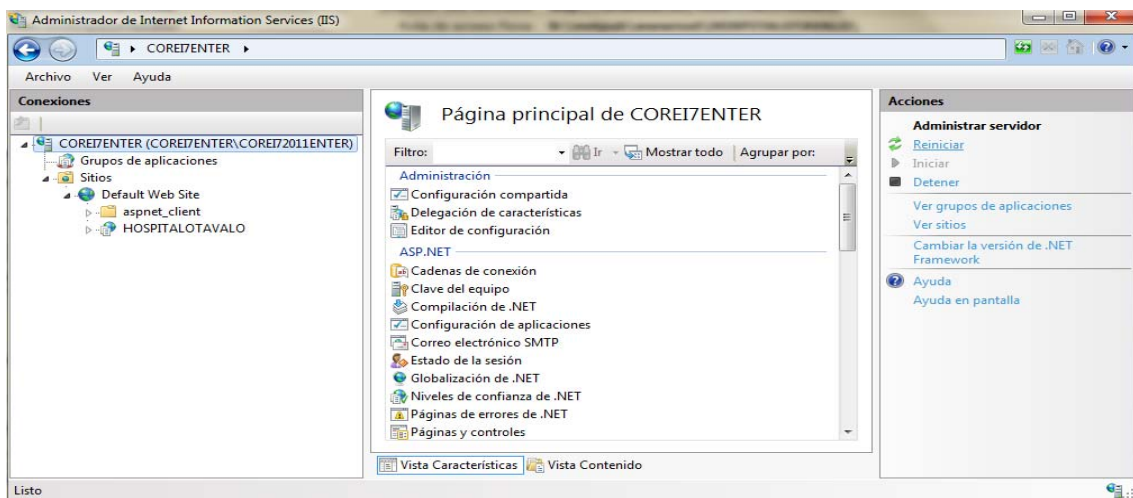 Administrador de Internet Information Services (IIS)
COREI7ENTER
Archivo Ver Ayuda
Conexiones
COREI7ENTER (COREI7ENTER\COREI72011ENTER)
Grupos de aplicaciones
Sitios
Default Web Site
aspnet_client
HOSPITALOTAVALO
Página principal de COREI7ENTER
Filtro: Ir Mostrar todo Agrupar por:
Administración
Configuración compartida
Delegación de características
Editor de configuración
ASP.NET
Cadenas de conexión
Clave del equipo
Compilación de .NET
Configuración de aplicaciones
Correo electrónico SMTP
Estado de la sesión
Globalización de .NET
Niveles de confianza de .NET
Páginas de errores de .NET
Páginas y controles
Vista Características Vista Contenido
Acciones
Administrar servidor
Reiniciar
Iniciar
Detener
Ver grupos de aplicaciones
Ver sitios
Cambiar la versión de .NET
Framework
Ayuda
Ayuda en pantalla
Listo